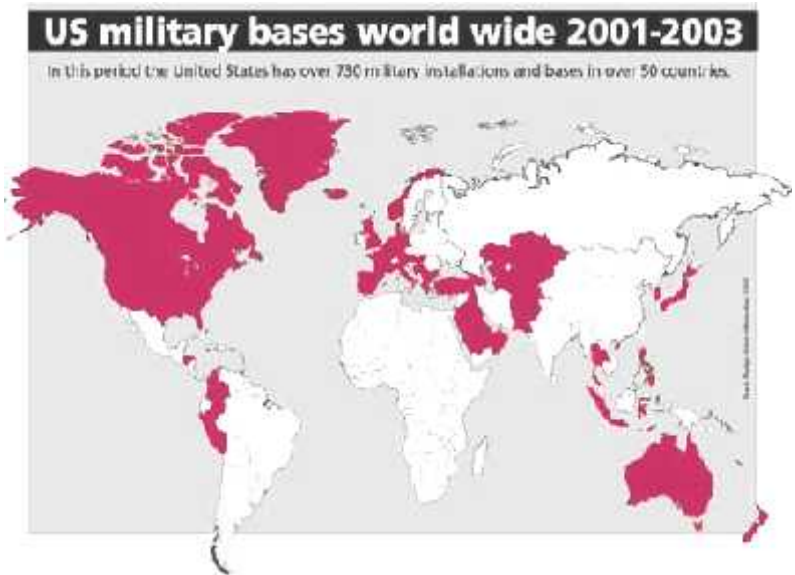 US military bases world wide 2001-2003
In this period the United States has over 730 military installations and bases in over 50 countries.